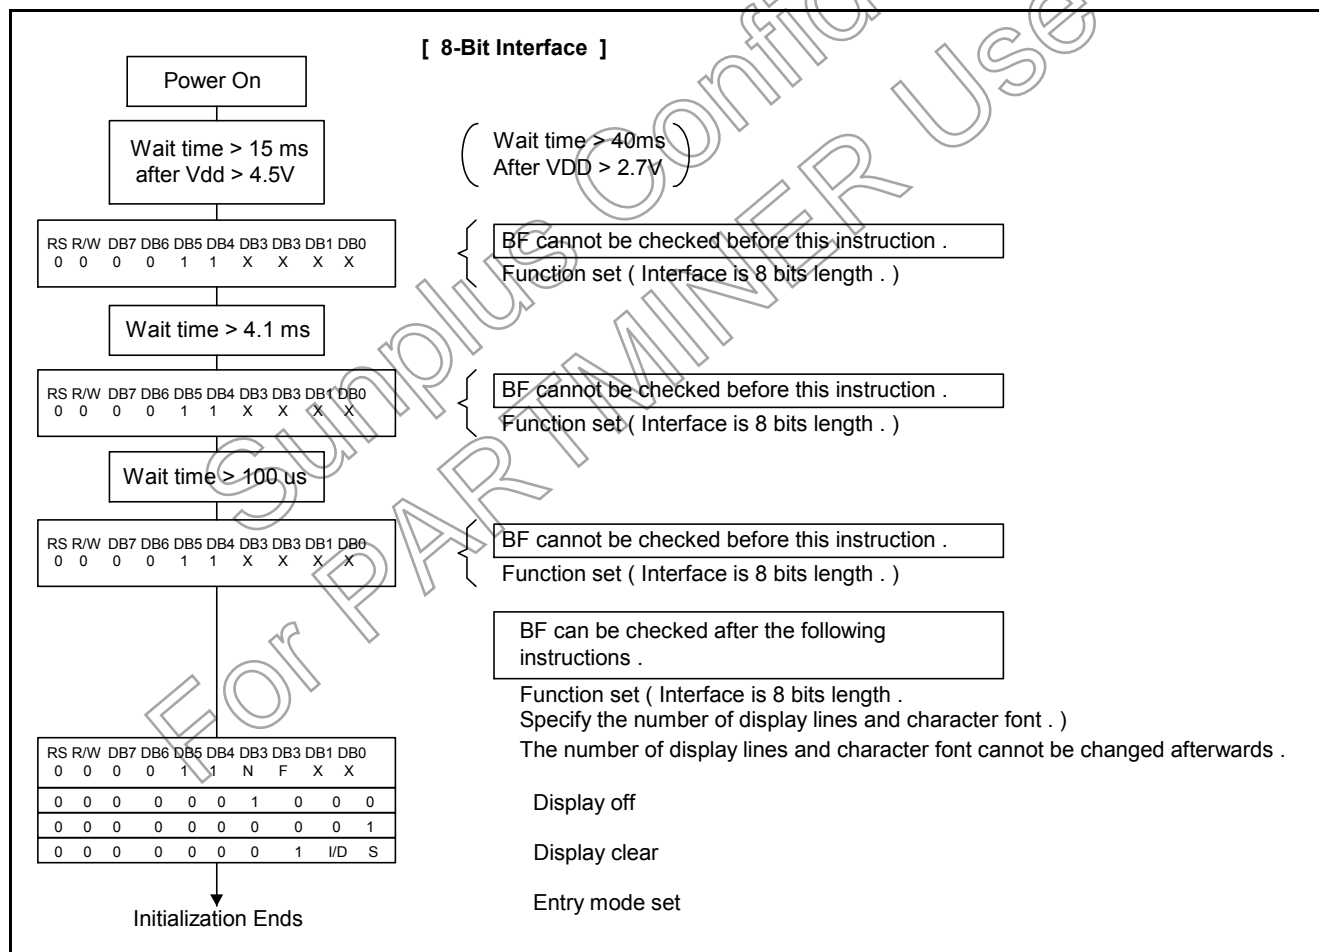 [ 8-Bit Interface ]
Power On
Wait time > 15 ms
after Vdd > 4.5V
Wait time > 40ms
After VDD > 2.7V
RS R/W DB7 DB6 DB5 DB4 DB3 DB3 DB1 DB0
0 0 0 0 1 1 X X X X
BF cannot be checked before this instruction .
Function set ( Interface is 8 bits length . )
Wait time > 4.1 ms
RS R/W DB7 DB6 DB5 DB4 DB3 DB3 DB1 DB0
0 0 0 0 1 1 X X X X
BF cannot be checked before this instruction .
Function set ( Interface is 8 bits length . )
Wait time > 100 us
RS R/W DB7 DB6 DB5 DB4 DB3 DB3 DB1 DB0
0 0 0 0 1 1 X X X X
BF cannot be checked before this instruction .
Function set ( Interface is 8 bits length . )
BF can be checked after the following
instructions .
Function set ( Interface is 8 bits length .
Specify the number of display lines and character font . )
The number of display lines and character font cannot be changed afterwards .
RS R/W DB7 DB6 DB5 DB4 DB3 DB3 DB1 DB0
0 0 0 0 1 1 N F X X
0 0 0 0 0 0 1 0 0 0
Display off
0 0 0 0 0 0 0 0 0 1
Display clear
0 0 0 0 0 0 0 1 I/D S
Entry mode set
Initialization Ends
Sunplus Confid
For PARTMINER Use